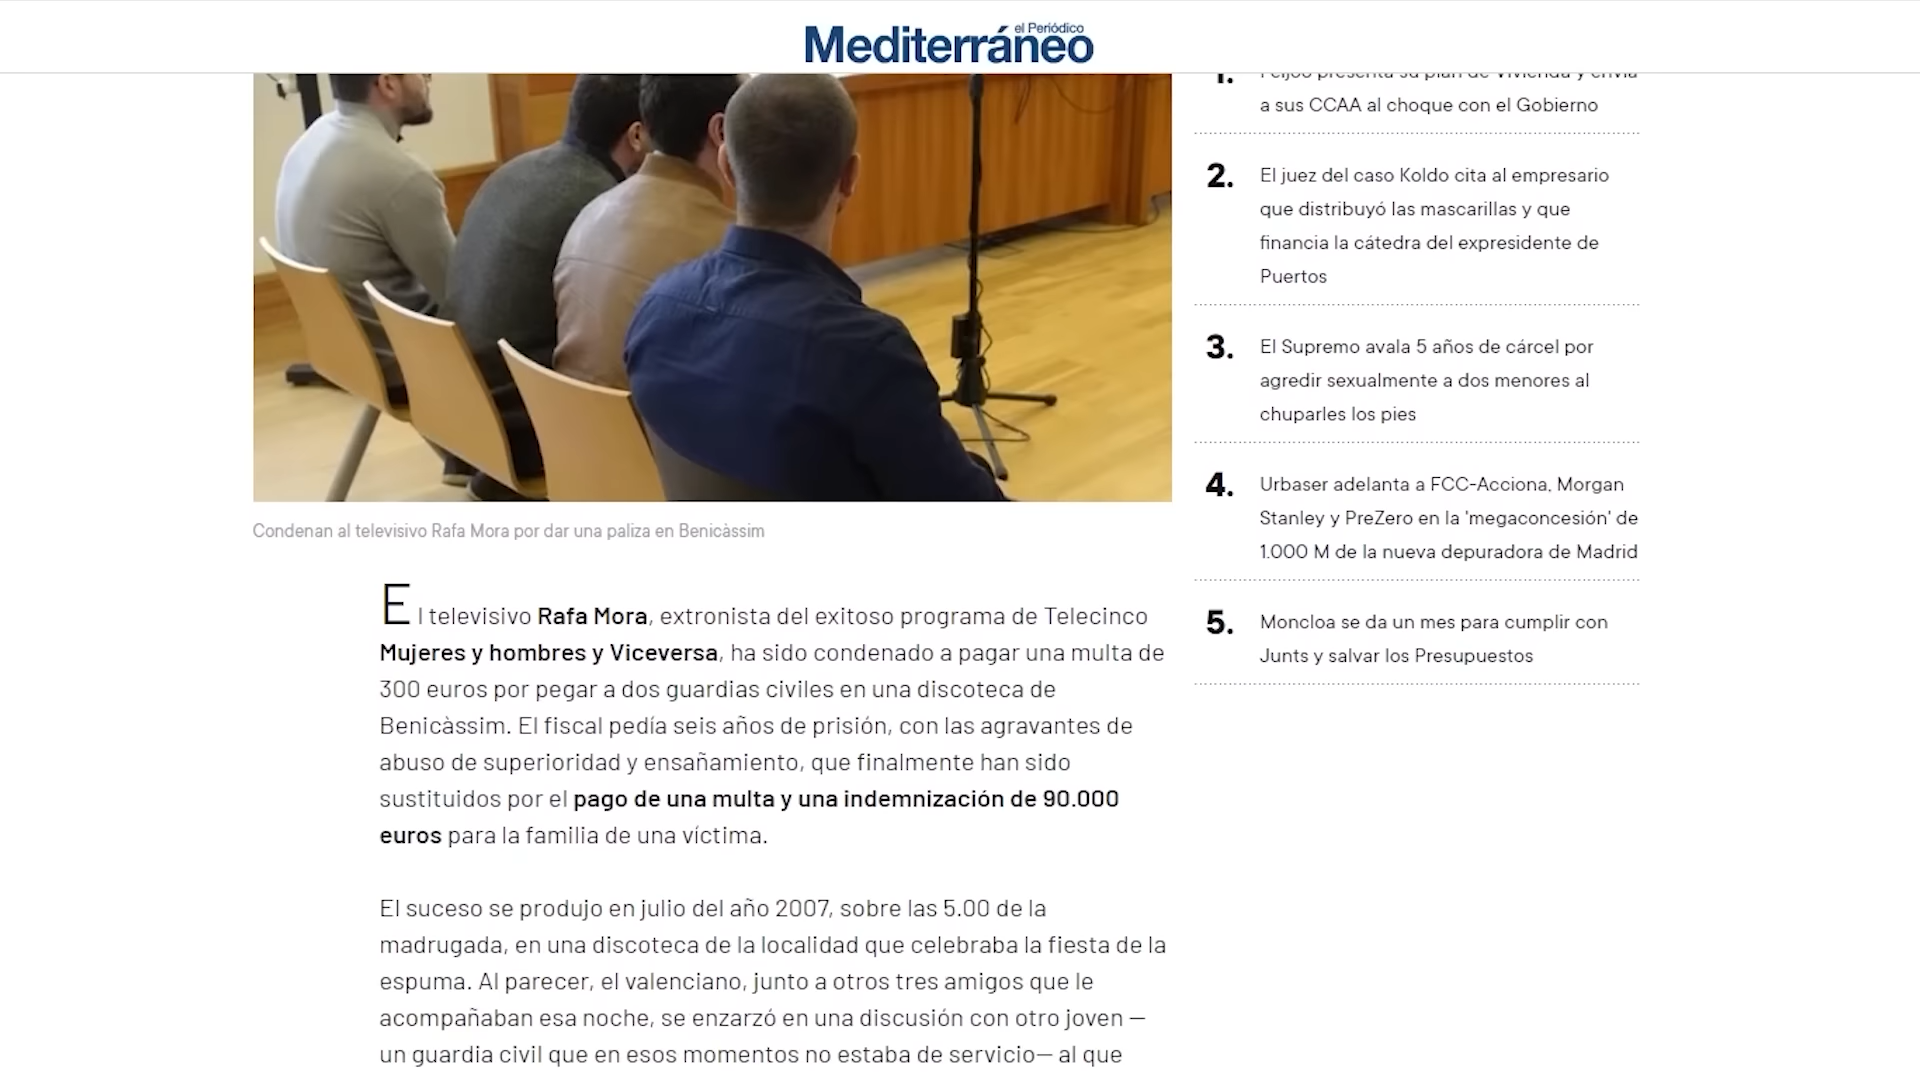 el Periódico
Mediterráneo
Condenan al televisivo Rafa Mora por dar una paliza en Benicàssim
El televisivo Rafa Mora, extronista del exitoso programa de Telecinco
Mujeres y hombres y Viceversa, ha sido condenado a pagar una multa de
300 euros por pegar a dos guardias civiles en una discoteca de
Benicàssim. El fiscal pedía seis años de prisión, con las agravantes de
abuso de superioridad y ensañamiento, que finalmente han sido
sustituidos por el pago de una multa y una indemnización de 90.000
euros para la familia de una víctima.
El suceso se produjo en julio del año 2007, sobre las 5.00 de la
madrugada, en una discoteca de la localidad que celebraba la fiesta de la
espuma. Al parecer, el valenciano, junto a otros tres amigos que le
acompañaban esa noche, se enzarzó en una discusión con otro joven —
un guardia civil que en esos momentos no estaba de servicio— al que
1. Feijóo presenta su plan de Vivienda y envía
a sus CCAA al choque con el Gobierno
2. El juez del caso Koldo cita al empresario
que distribuyó las mascarillas y que
financia la cátedra del expresidente de
Puertos
3. El Supremo avala 5 años de cárcel por
agredir sexualmente a dos menores al
chuparles los pies
4. Urbaser adelanta a FCC-Acciona, Morgan
Stanley y PreZero en la 'megaconcesión' de
1.000 M de la nueva depuradora de Madrid
5. Moncloa se da un mes para cumplir con
Junts y salvar los Presupuestos